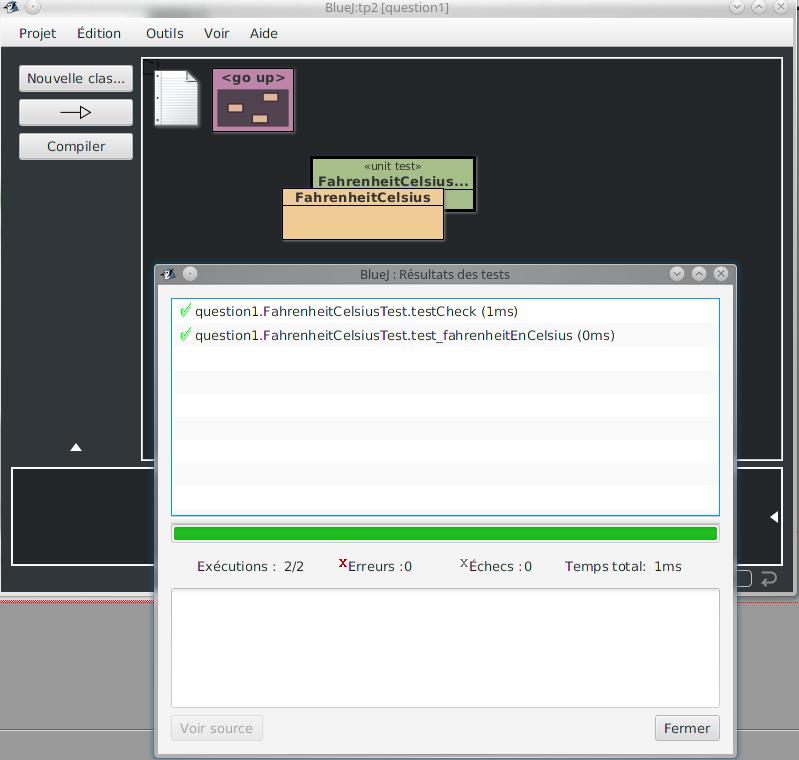 BlueJ:tp2 [question1]
Projet Édition Outils Voir Aide
Nouvelle clas...
Compiler
<go up>
«unit test»
FahrenheitCelsius...
FahrenheitCelsius
BlueJ : Résultats des tests
question1.FahrenheitCelsiusTest.testCheck (1ms)
question1.FahrenheitCelsiusTest.test_fahrenheitEnCelsius (0ms)
Exécutions : 2/2 xErreurs :0 xÉchecs :0 Temps total: 1ms
Voir source Fermer